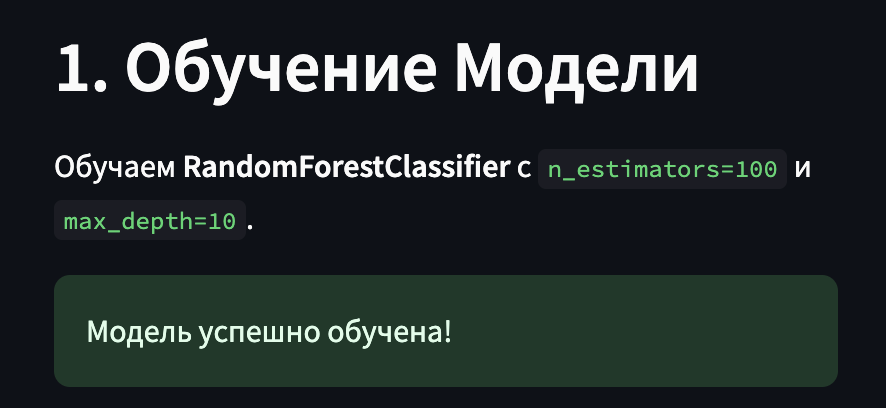 1. Обучение Модели
Обучаем RandomForestClassifier с n_estimators=100 и
max_depth=10.
Модель успешно обучена!